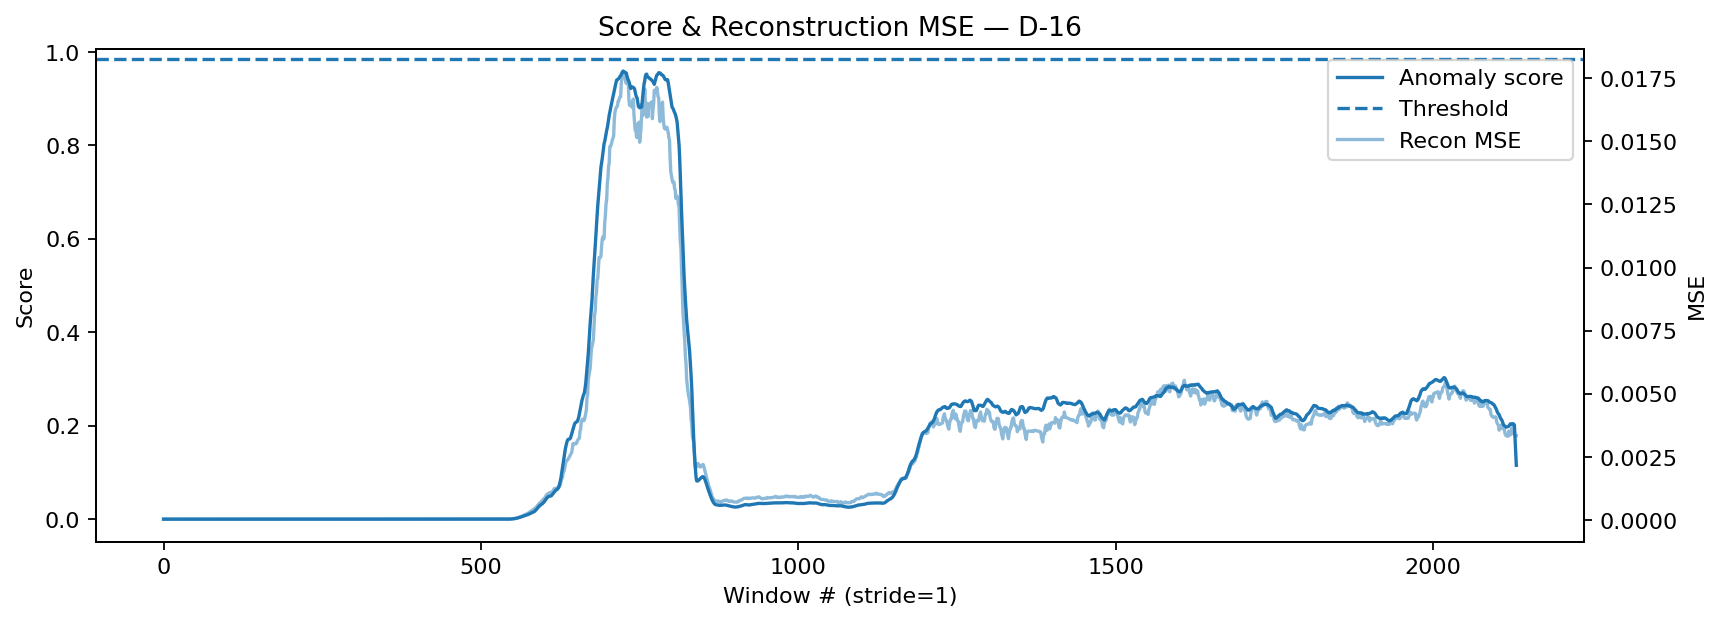 Score & Reconstruction MSE — D-16
1.0
0.8
0.6
0.4
0.2
0.0
Score
Anomaly score
Threshold
Recon MSE
0.0175
0.0150
0.0125
0.0100
0.0075
0.0050
0.0025
0.0000
MSE
0 500 1000 1500 2000
Window # (stride=1)